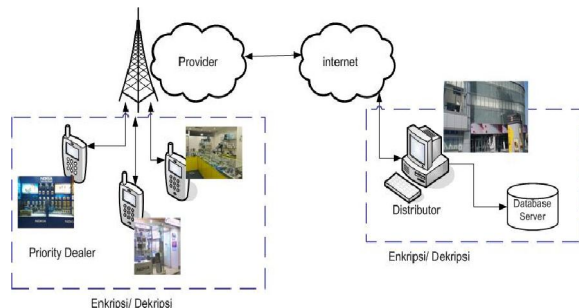 Provider
internet
Priority Dealer
Distributor
Database
Server
Enkripsi/ Dekripsi
Enkripsi/ Dekripsi